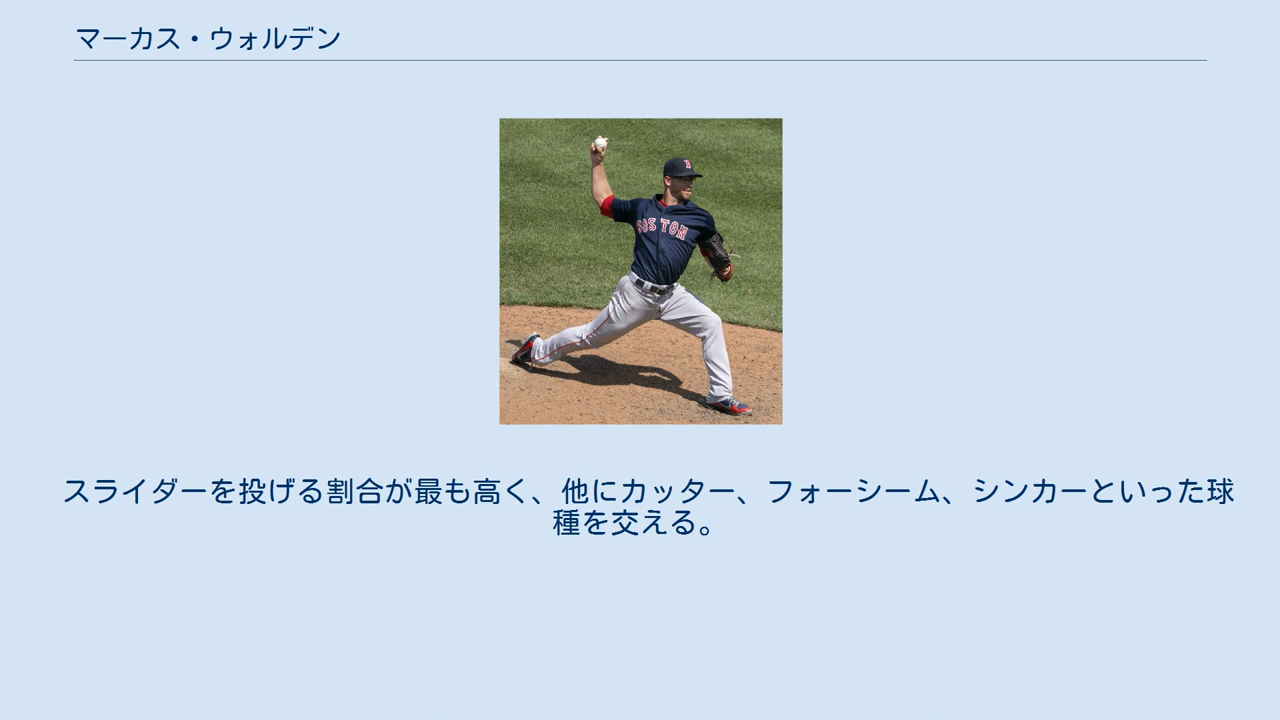 マーカス・ウォルデン
BOSTON
スライダーを投げる割合が最も高く、他にカッター、フォーシーム、シンカーといった球
種を交える。